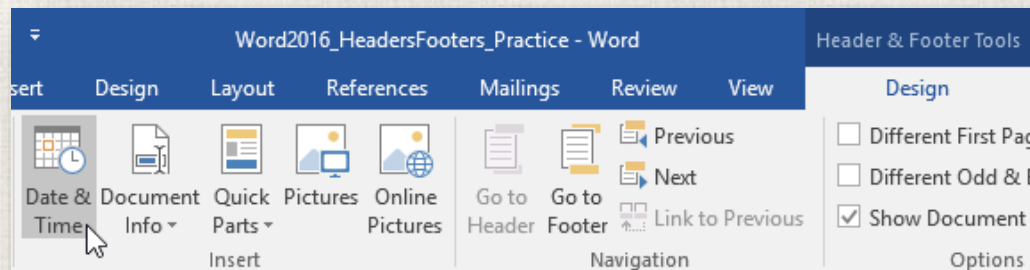 Word2016_HeadersFooters_Practice - Word
Header & Footer Tools
sert Design Layout References Mailings Review View Design
Date & Time
Document Info
Quick Parts
Pictures
Online Pictures
Insert
Go to Header
Go to Footer
Previous
Next
Link to Previous
Navigation
Different First Pag
Different Odd & E
Show Document
Options